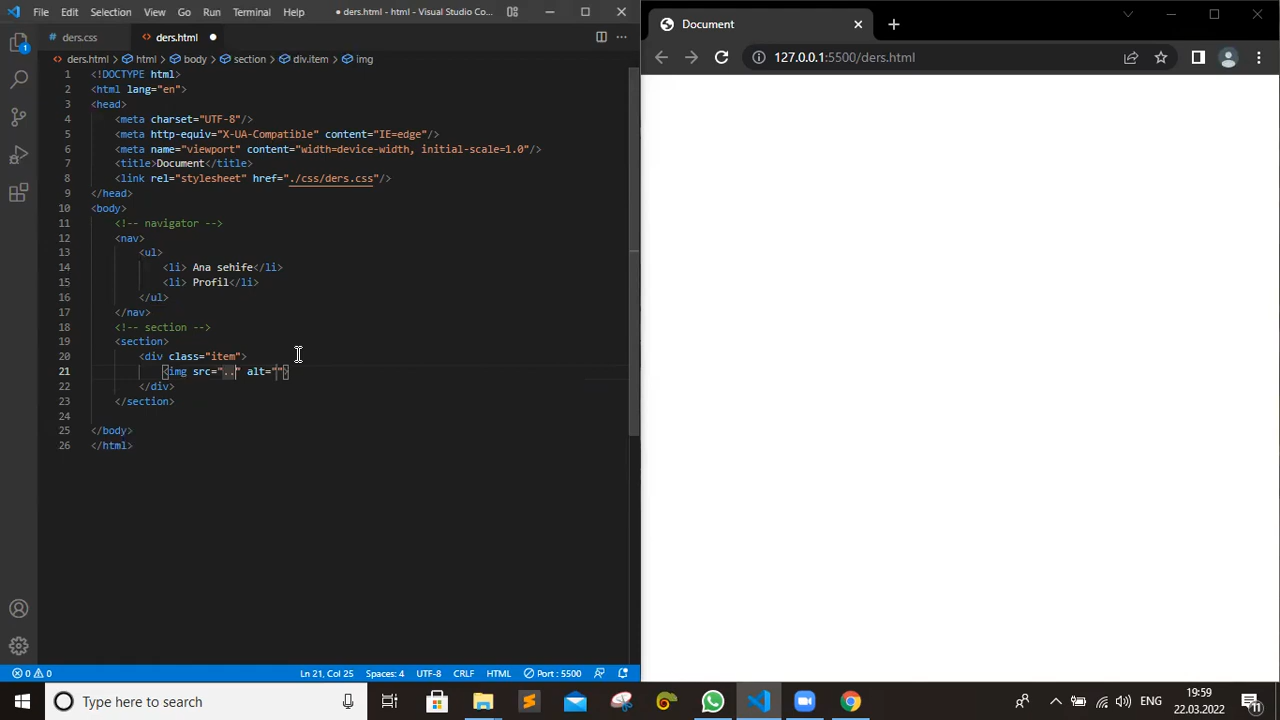 File Edit Selection View Go Run Terminal Help ● ders.html - html - Visual Studio Co...
# ders.css <> ders.html ●
ders.html > html > body > section > div.item > img
1 <!DOCTYPE html>
2 <html lang="en">
3 <head>
4 <meta charset="UTF-8"/>
5 <meta http-equiv="X-UA-Compatible" content="IE=edge"/>
6 <meta name="viewport" content="width=device-width, initial-scale=1.0"/>
7 <title>Document</title>
8 <link rel="stylesheet" href="./css/ders.css"/>
9 </head>
10 <body>
11 <!-- navigator -->
12 <nav>
13 <ul>
14 <li> Ana sehife</li>
15 <li> Profil</li>
16 </ul>
17 </nav>
18 <!-- section -->
19 <section>
20 <div class="item">
21 <img src=".." alt="">
22 </div>
23 </section>
24
25 </body>
26 </html>
1
0 0 Ln 21, Col 25 Spaces: 4 UTF-8 CRLF HTML Port : 5500
Document
127.0.0.1:5500/ders.html
Type here to search
ENG
19:59
22.03.2022
11